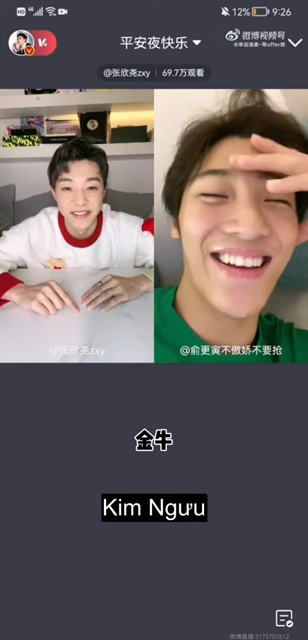 HD 4G 12% 9:26
平安夜快乐
微博视频号
@张欣尧zxy 69.7万观看
@张欣尧zxy
@俞更寅不傲娇不要抢
金牛
Kim Ngưu